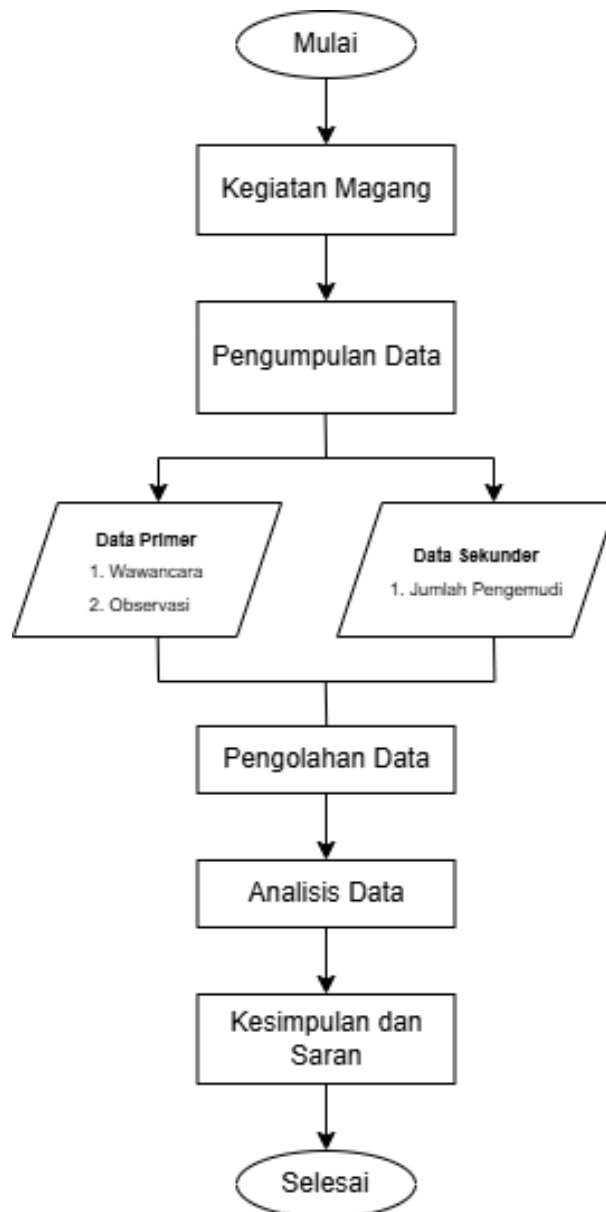 Mulai
Kegiatan Magang
Pengumpulan Data
Data Primer
1. Wawancara
2. Observasi
Data Sekunder
1. Jumlah Pengemudi
Pengolahan Data
Analisis Data
Kesimpulan dan
Saran
Selesai